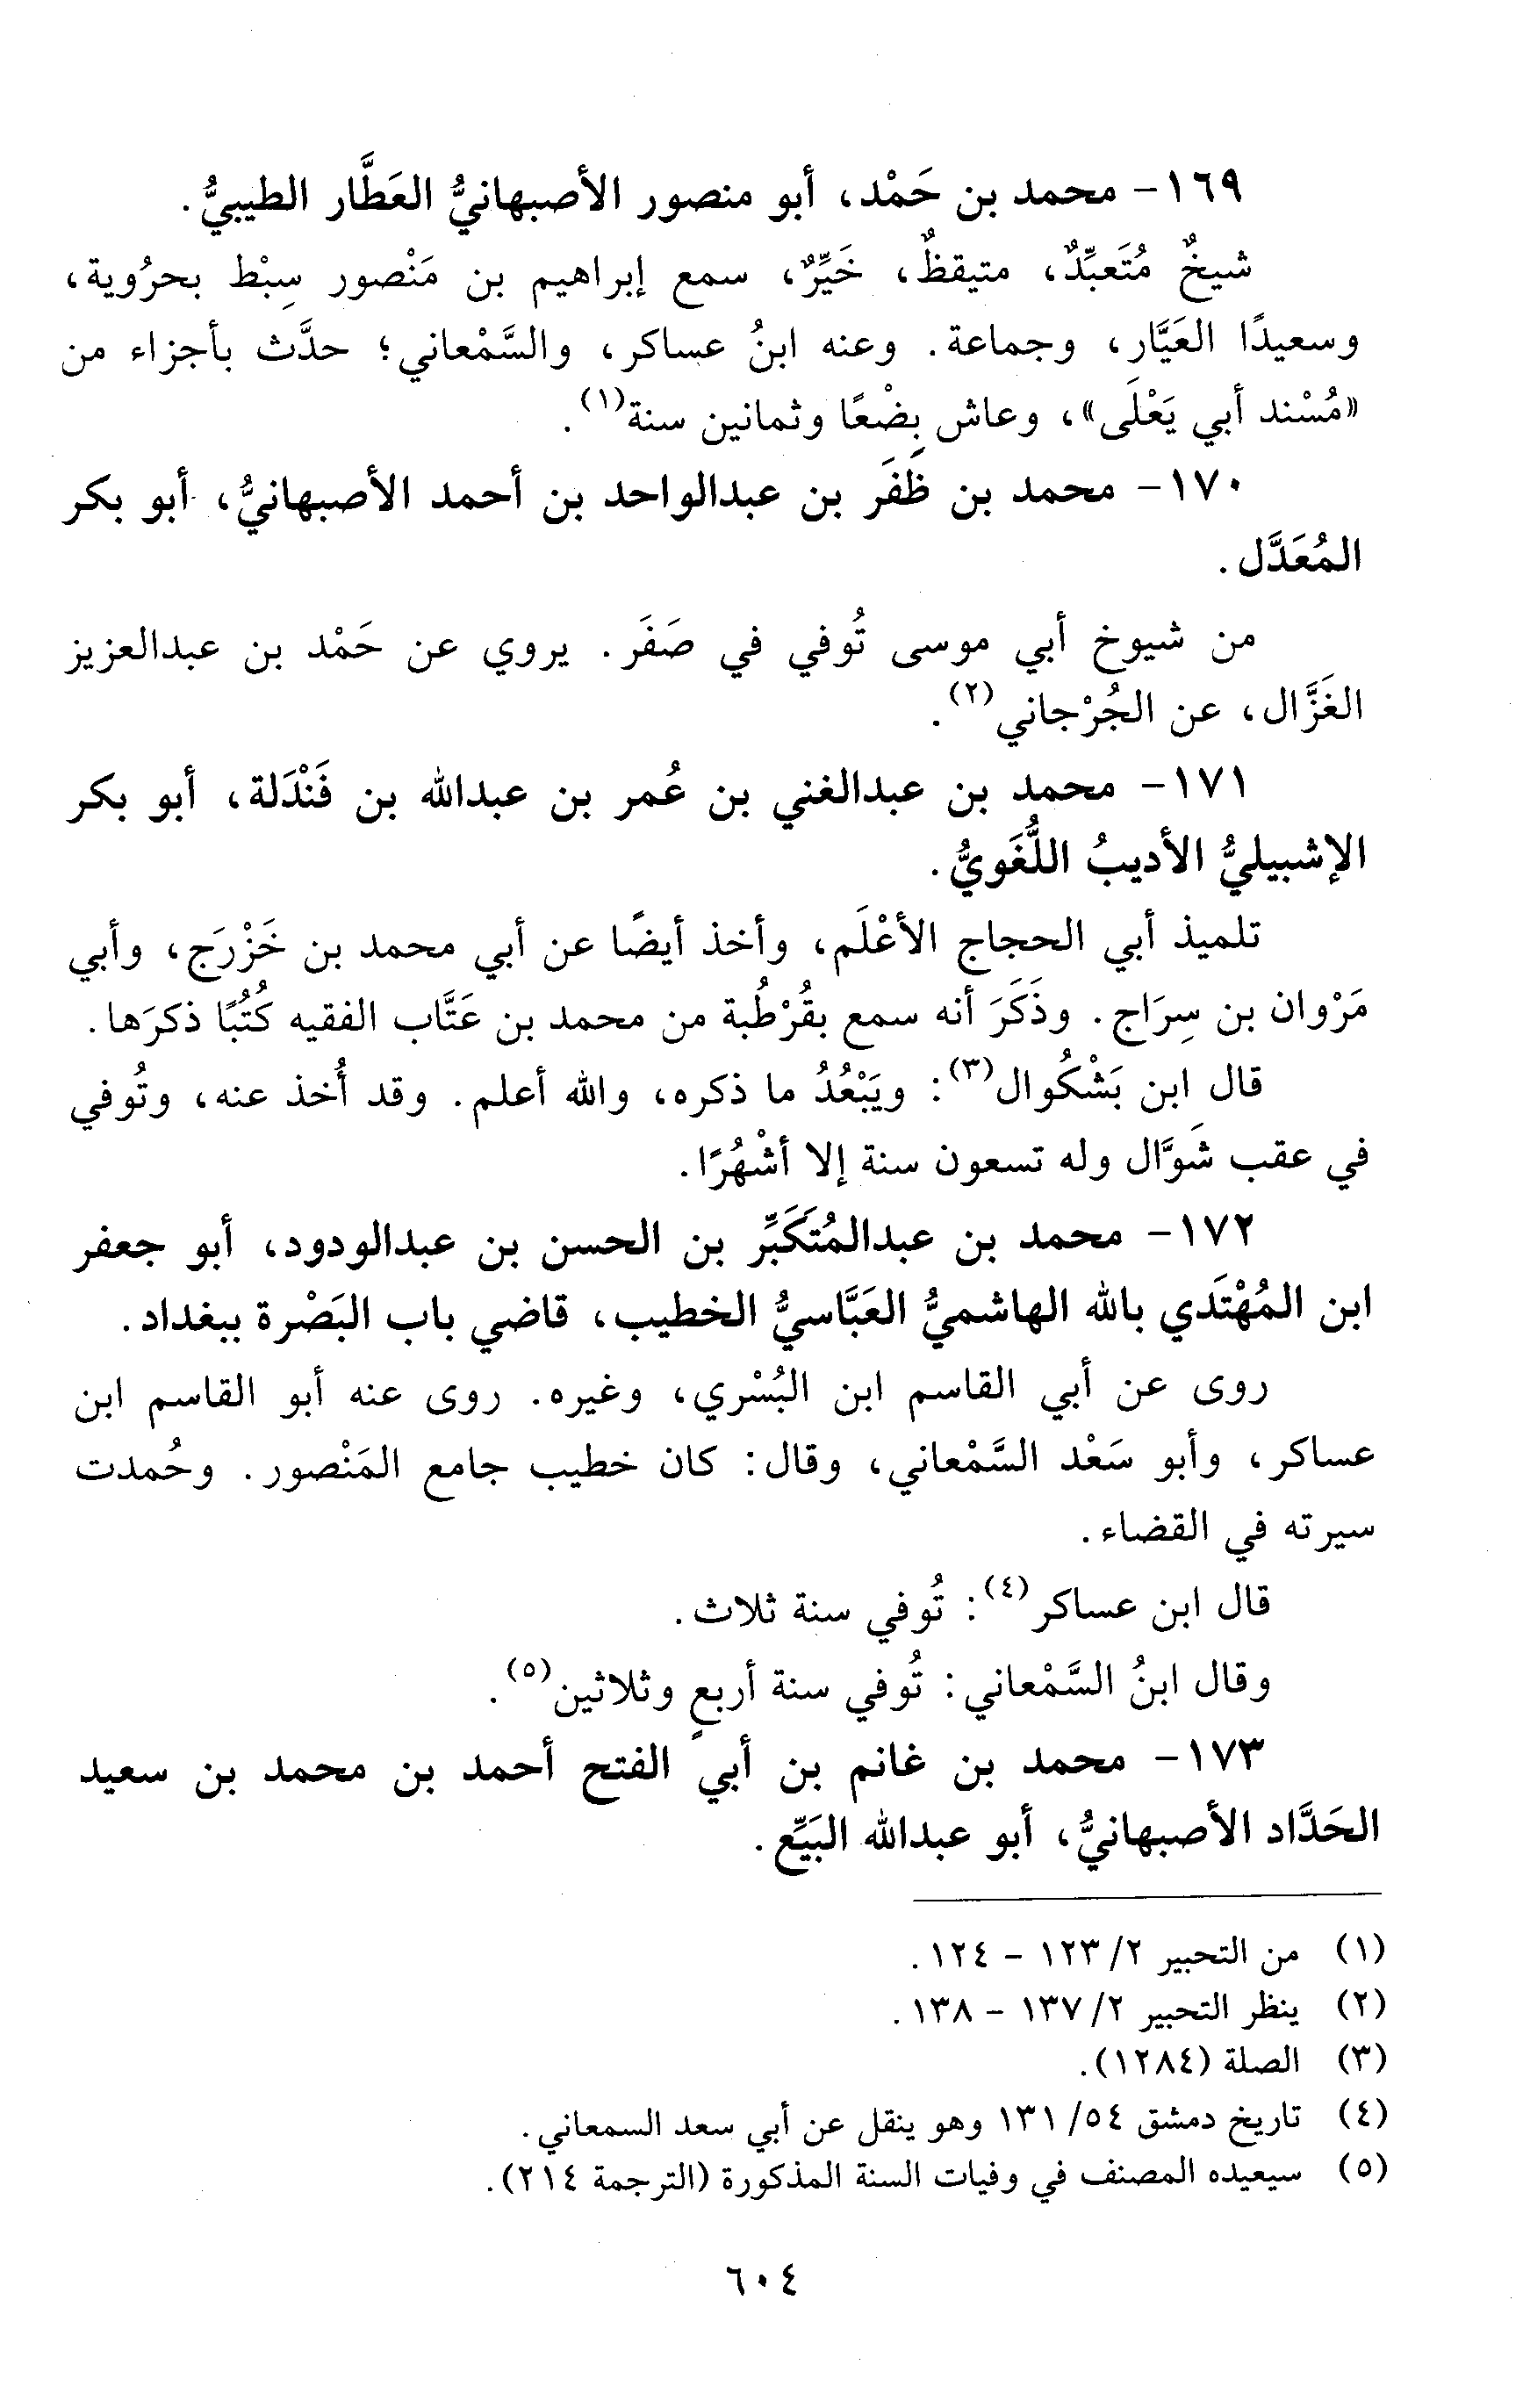 ١٦٩- محمد بن حَمْد، أبو منصور الأصبهانيُّ العَطَّار الطيبيُّ.
شيخٌ مُتَعبِّدٌ، متيقظٌ، خَيِّرٌ، سمع إبراهيم بن مَنْصور سِبْط بحرُوية،
وسعيدًا العَيَّار، وجماعة. وعنه ابنُ عساكر، والسَّمْعاني؛ حدَّث بأجزاء من
«مُسْند أبي يَعْلَى»، وعاش بِضْعًا وثمانين سنة(١).
١٧٠- محمد بن ظَفَر بن عبدالواحد بن أحمد الأصبهانيُّ، أبو بكر
المُعَدَّل.
من شيوخ أبي موسى تُوفي في صَفَر. يروي عن حَمْد بن عبدالعزيز
الغَزَّال، عن الجُرْجاني(٢).
١٧١- محمد بن عبدالغني بن عُمر بن عبدالله بن فَنْدَلة، أبو بكر
الإشبيليُّ الأديبُ اللُّغَويُّ.
تلميذ أبي الحجاج الأعْلَم، وأخذ أيضًا عن أبي محمد بن خَزْرَج، وأبي
مَرْوان بن سِرَاج. وذَكَرَ أنه سمع بقُرْطُبة من محمد بن عَتَّاب الفقيه كُتُبًا ذكرَها.
قال ابن بَشْكُوال(٣): ويَبْعُدُ ما ذكره، والله أعلم. وقد أُخذ عنه، وتُوفي
في عقب شَوَّال وله تسعون سنة إلا أشْهُرًا.
١٧٢- محمد بن عبدالمُتَكَبِّر بن الحسن بن عبدالودود، أبو جعفر
ابن المُهْتَدي بالله الهاشميُّ العَبَّاسيُّ الخطيب، قاضي باب البَصْرة ببغداد.
روى عن أبي القاسم ابن البُسْري، وغيره. روى عنه أبو القاسم ابن
عساكر، وأبو سَعْد السَّمْعاني، وقال: كان خطيب جامع المَنْصور. وحُمدت
سيرته في القضاء.
قال ابن عساكر(٤): تُوفي سنة ثلاث.
وقال ابنُ السَّمْعاني: تُوفي سنة أربعٍ وثلاثين(٥).
١٧٣- محمد بن غانم بن أبي الفتح أحمد بن محمد بن سعيد
الحَدَّاد الأصبهانيُّ، أبو عبدالله البَيِّع.
(١) من التحبير ٢/ ١٢٣ - ١٢٤.
(٢) ينظر التحبير ٢/ ١٣٧ - ١٣٨.
(٣) الصلة (١٢٨٤).
(٤) تاريخ دمشق ٥٤/ ١٣١ وهو ينقل عن أبي سعد السمعاني.
(٥) سيعيده المصنف في وفيات السنة المذكورة (الترجمة ٢١٤).
٦٠٤